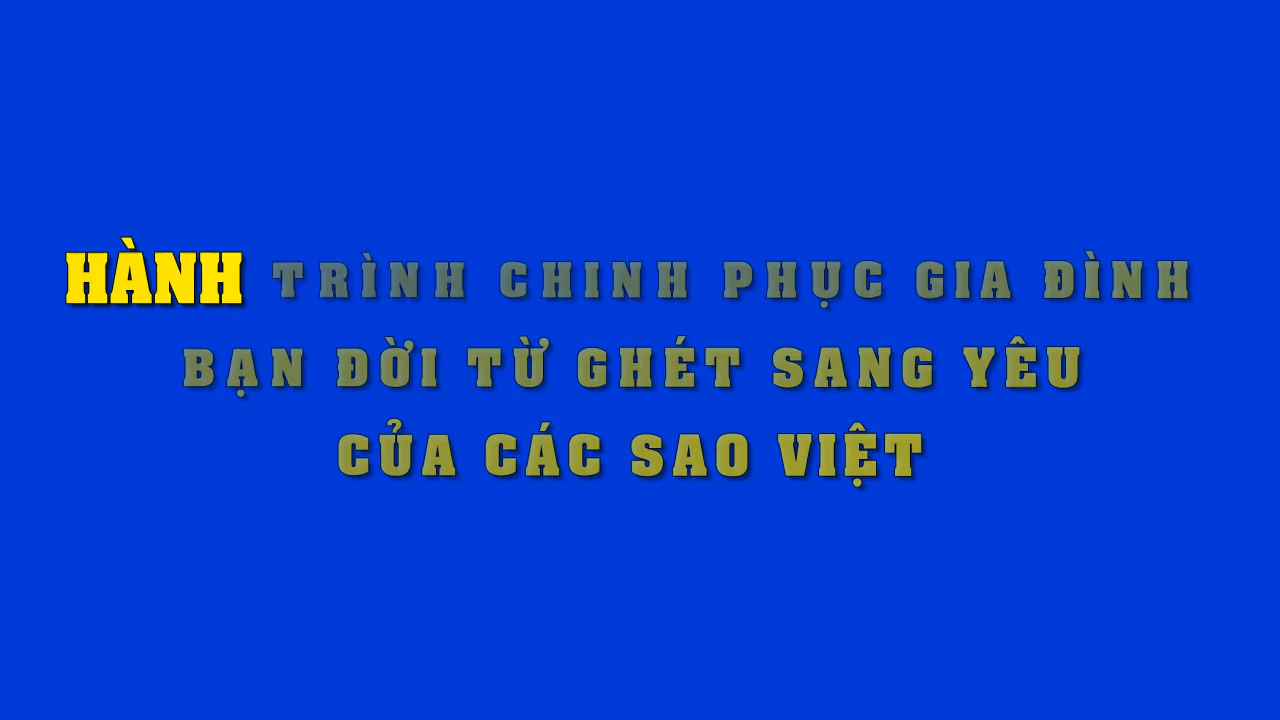 HÀNH TRÌNH CHINH PHỤC GIA ĐÌNH
BẠN ĐỜI TỪ GHÉT SANG YÊU
CỦA CÁC SAO VIỆT